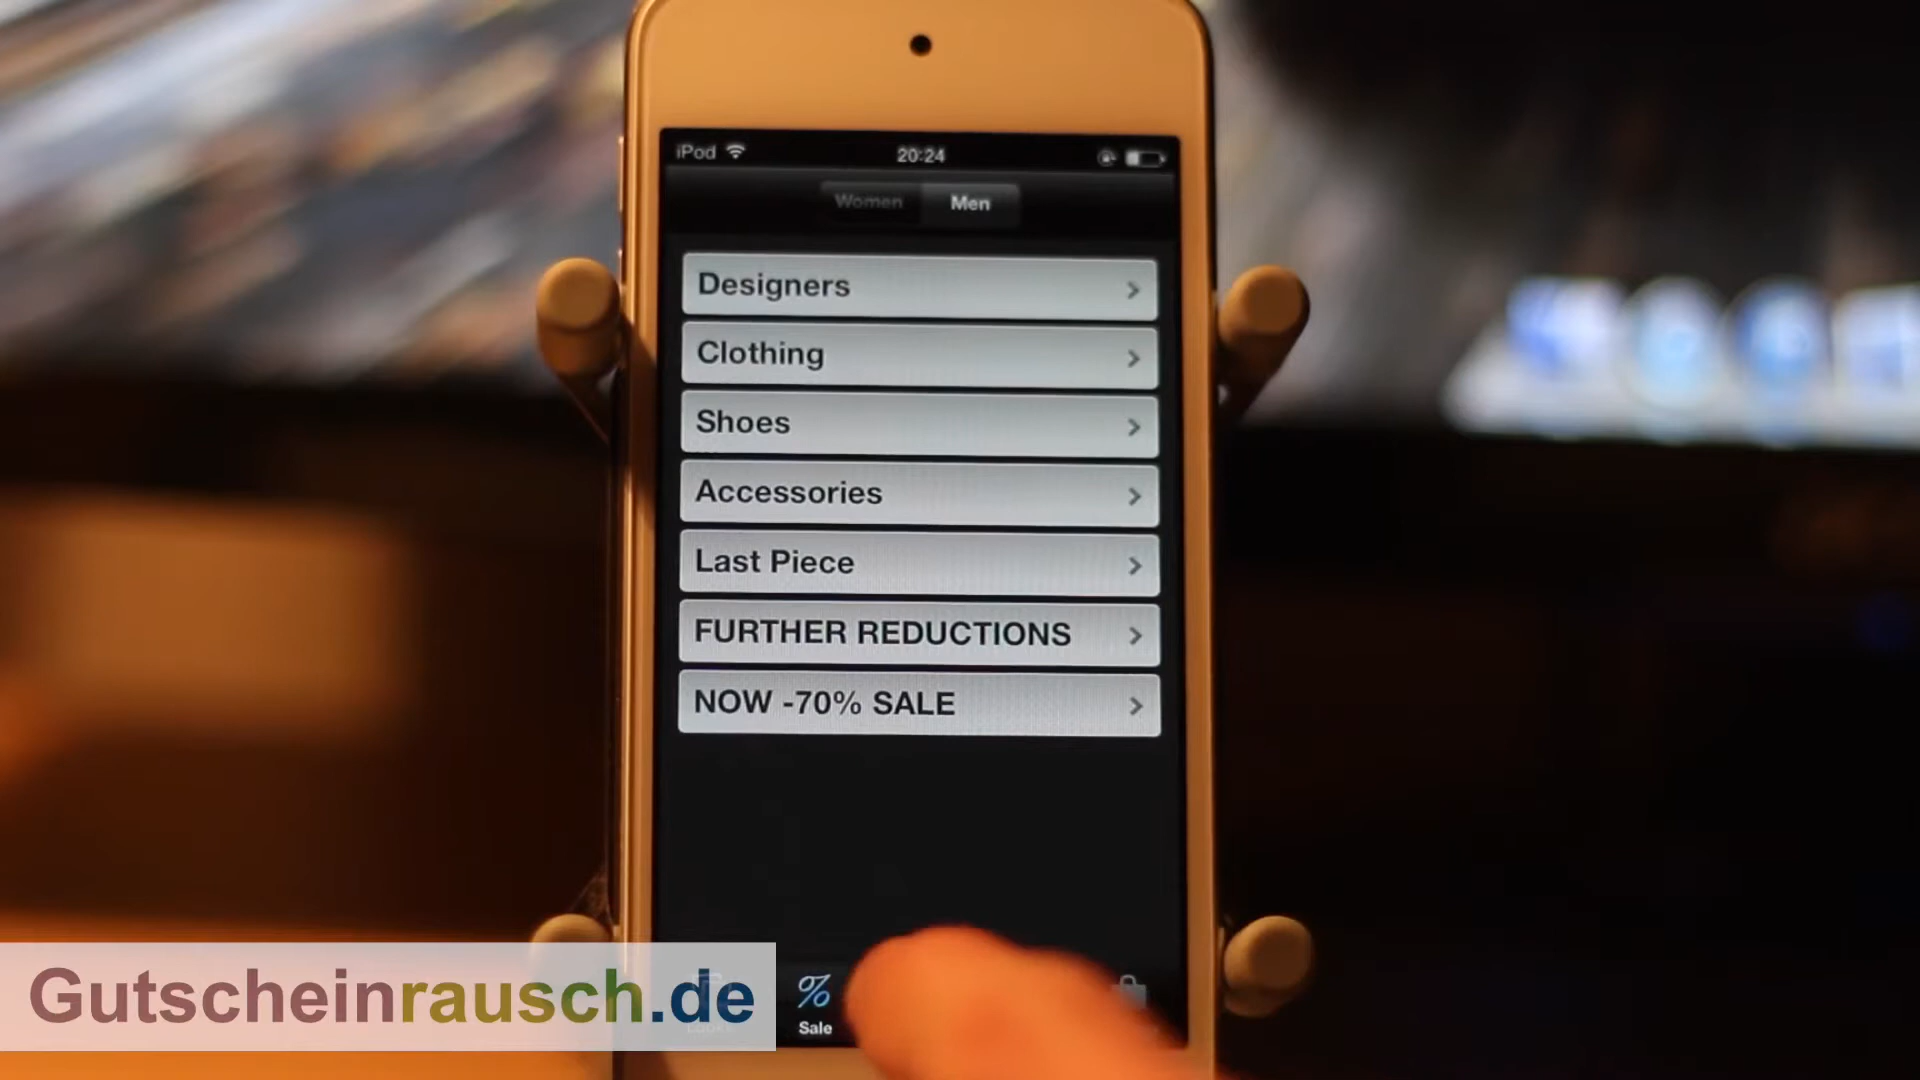 iPod
20:24
Women
Men
Designers
Clothing
Shoes
Accessories
Last Piece
FURTHER REDUCTIONS
NOW -70% SALE
%
Sale
Gutscheinrausch.de